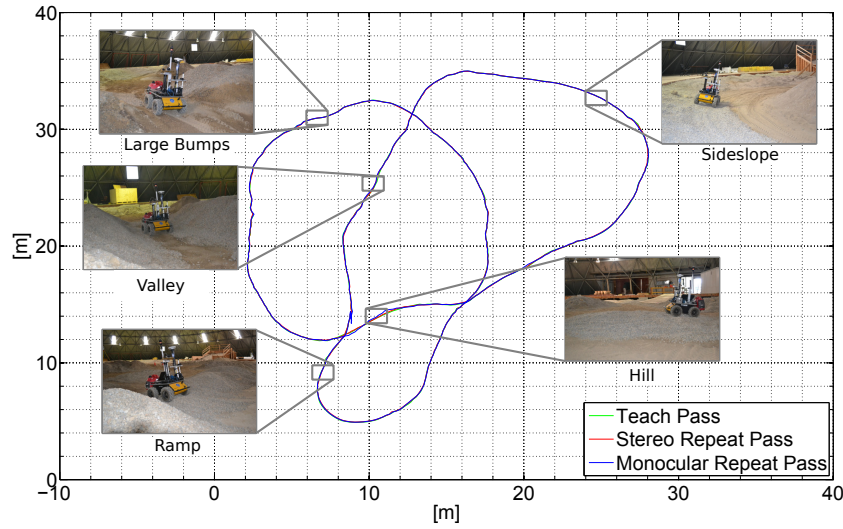 40
30
20
10
40
[m]
−10
0
10
20
30
40
[m]
Large Bumps
Valley
Ramp
Sideslope
Hill
Teach Pass
Stereo Repeat Pass
Monocular Repeat Pass